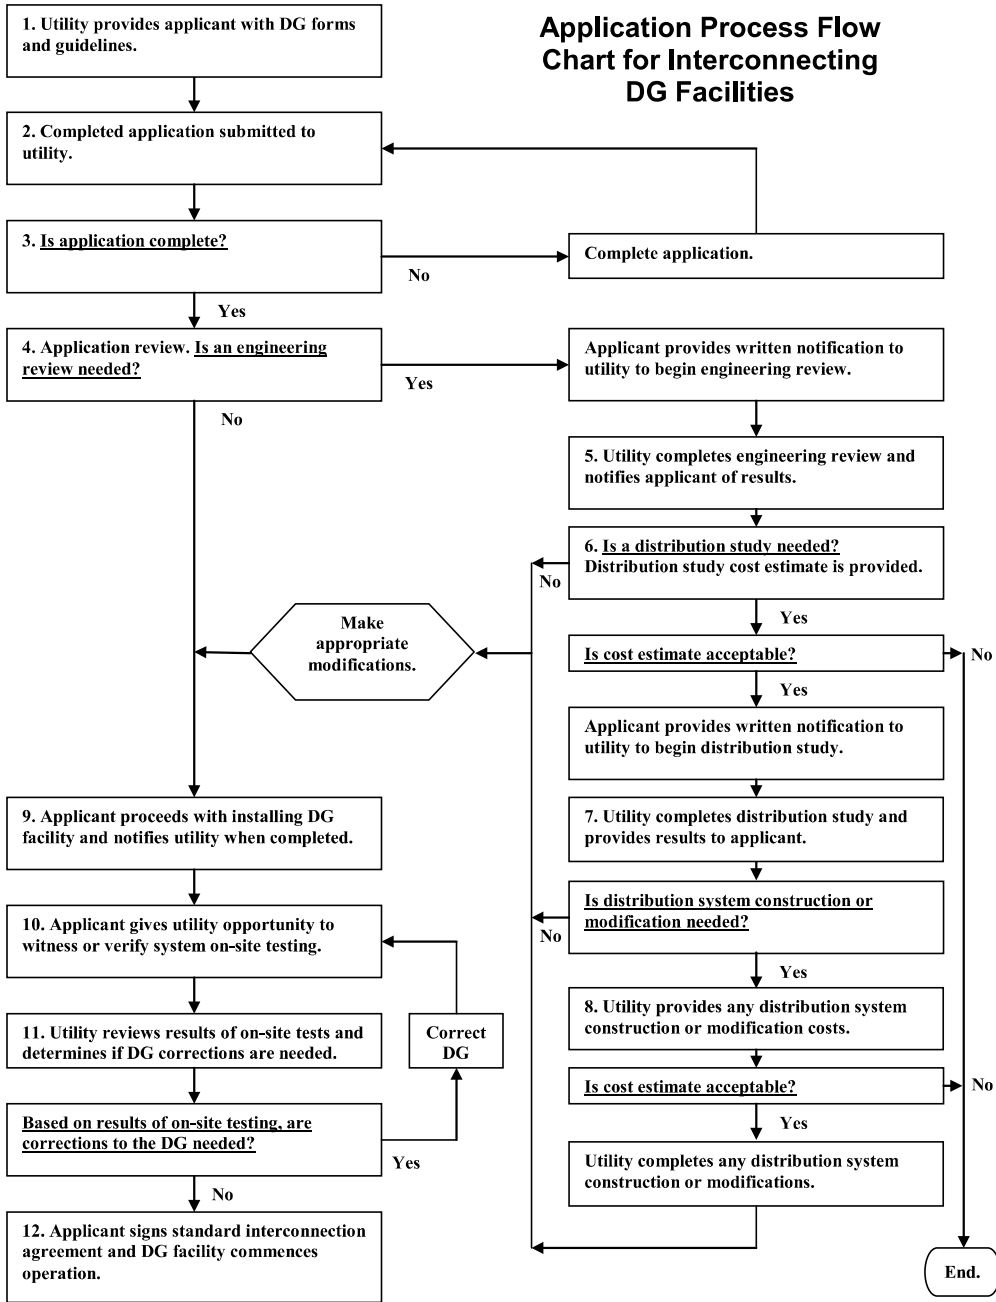 Application Process Flow
Chart for Interconnecting
DG Facilities
1. Utility provides applicant with DG forms
and guidelines.
2. Completed application submitted to
utility.
3. Is application complete?
No
Complete application.
Yes
4. Application review. Is an engineering
review needed?
Yes
No
Applicant provides written notification to
utility to begin engineering review.
5. Utility completes engineering review and
notifies applicant of results.
6. Is a distribution study needed?
Distribution study cost estimate is provided.
No
Yes
Make
appropriate
modifications.
Is cost estimate acceptable?
No
Yes
Applicant provides written notification to
utility to begin distribution study.
7. Utility completes distribution study and
provides results to applicant.
Is distribution system construction or
modification needed?
No
Yes
8. Utility provides any distribution system
construction or modification costs.
Is cost estimate acceptable?
No
Yes
Utility completes any distribution system
construction or modifications.
End.
9. Applicant proceeds with installing DG
facility and notifies utility when completed.
10. Applicant gives utility opportunity to
witness or verify system on-site testing.
11. Utility reviews results of on-site tests and
determines if DG corrections are needed.
Correct
DG
Based on results of on-site testing, are
corrections to the DG needed?
Yes
No
12. Applicant signs standard interconnection
agreement and DG facility commences
operation.